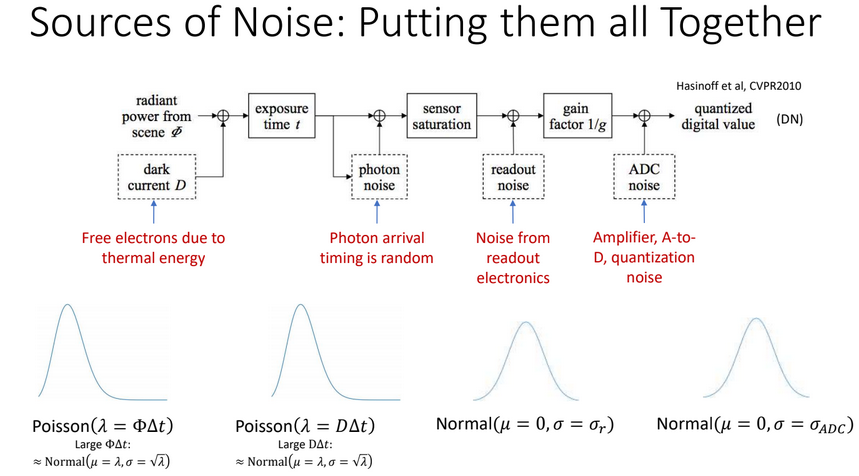 Sources of Noise: Putting them all Together
Hasinoff et al, CVPR2010
radiant
power from
scene Φ
exposure
time t
sensor
saturation
gain
factor 1/g
quantized
digital value
(DN)
dark
current D
photon
noise
readout
noise
ADC
noise
Free electrons due to
thermal energy
Photon arrival
timing is random
Noise from
readout
electronics
Amplifier, A-to-
D, quantization
noise
Poisson(λ = ΦΔt)
Large ΦΔt:
≈ Normal(μ = λ, σ = √λ)
Poisson(λ = DΔt)
Large DΔt:
≈ Normal(μ = λ, σ = √λ)
Normal(μ = 0, σ = σ_r)
Normal(μ = 0, σ = σ_ADC)